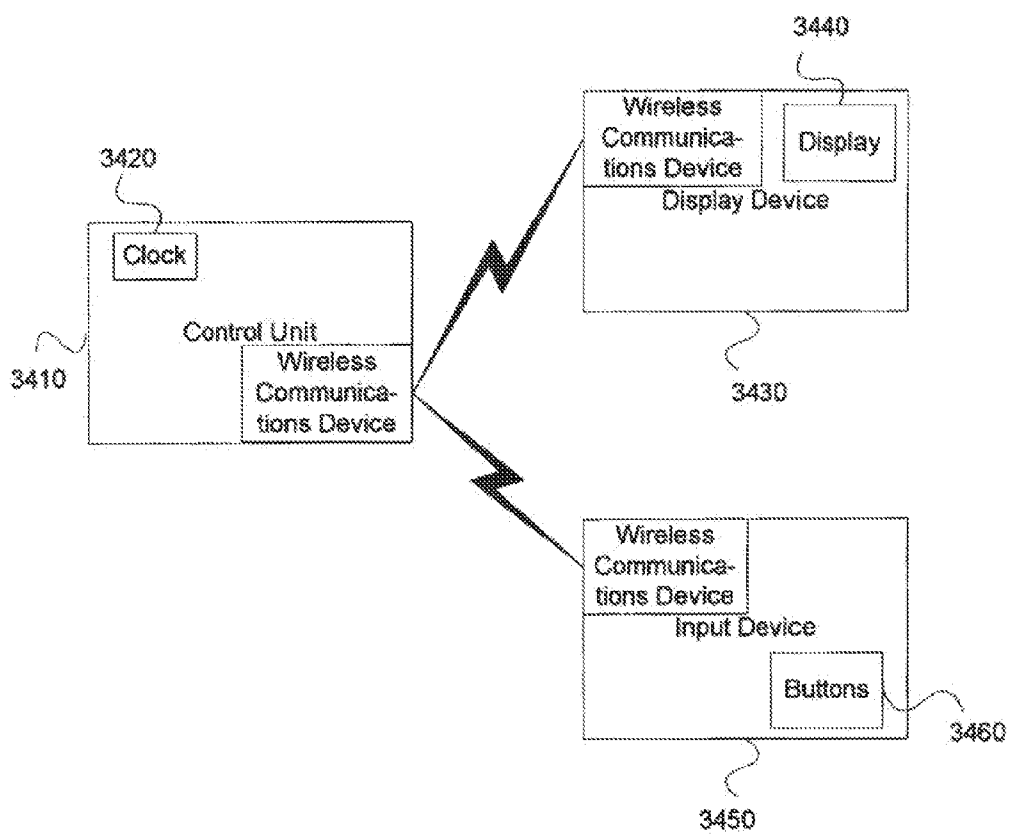 3440
Wireless
Communica-
tions Device
Display
Display Device
3430
3420
Clock
Control Unit
Wireless
Communica-
tions Device
3410
Wireless
Communica-
tions Device
Input Device
Buttons
3460
3450